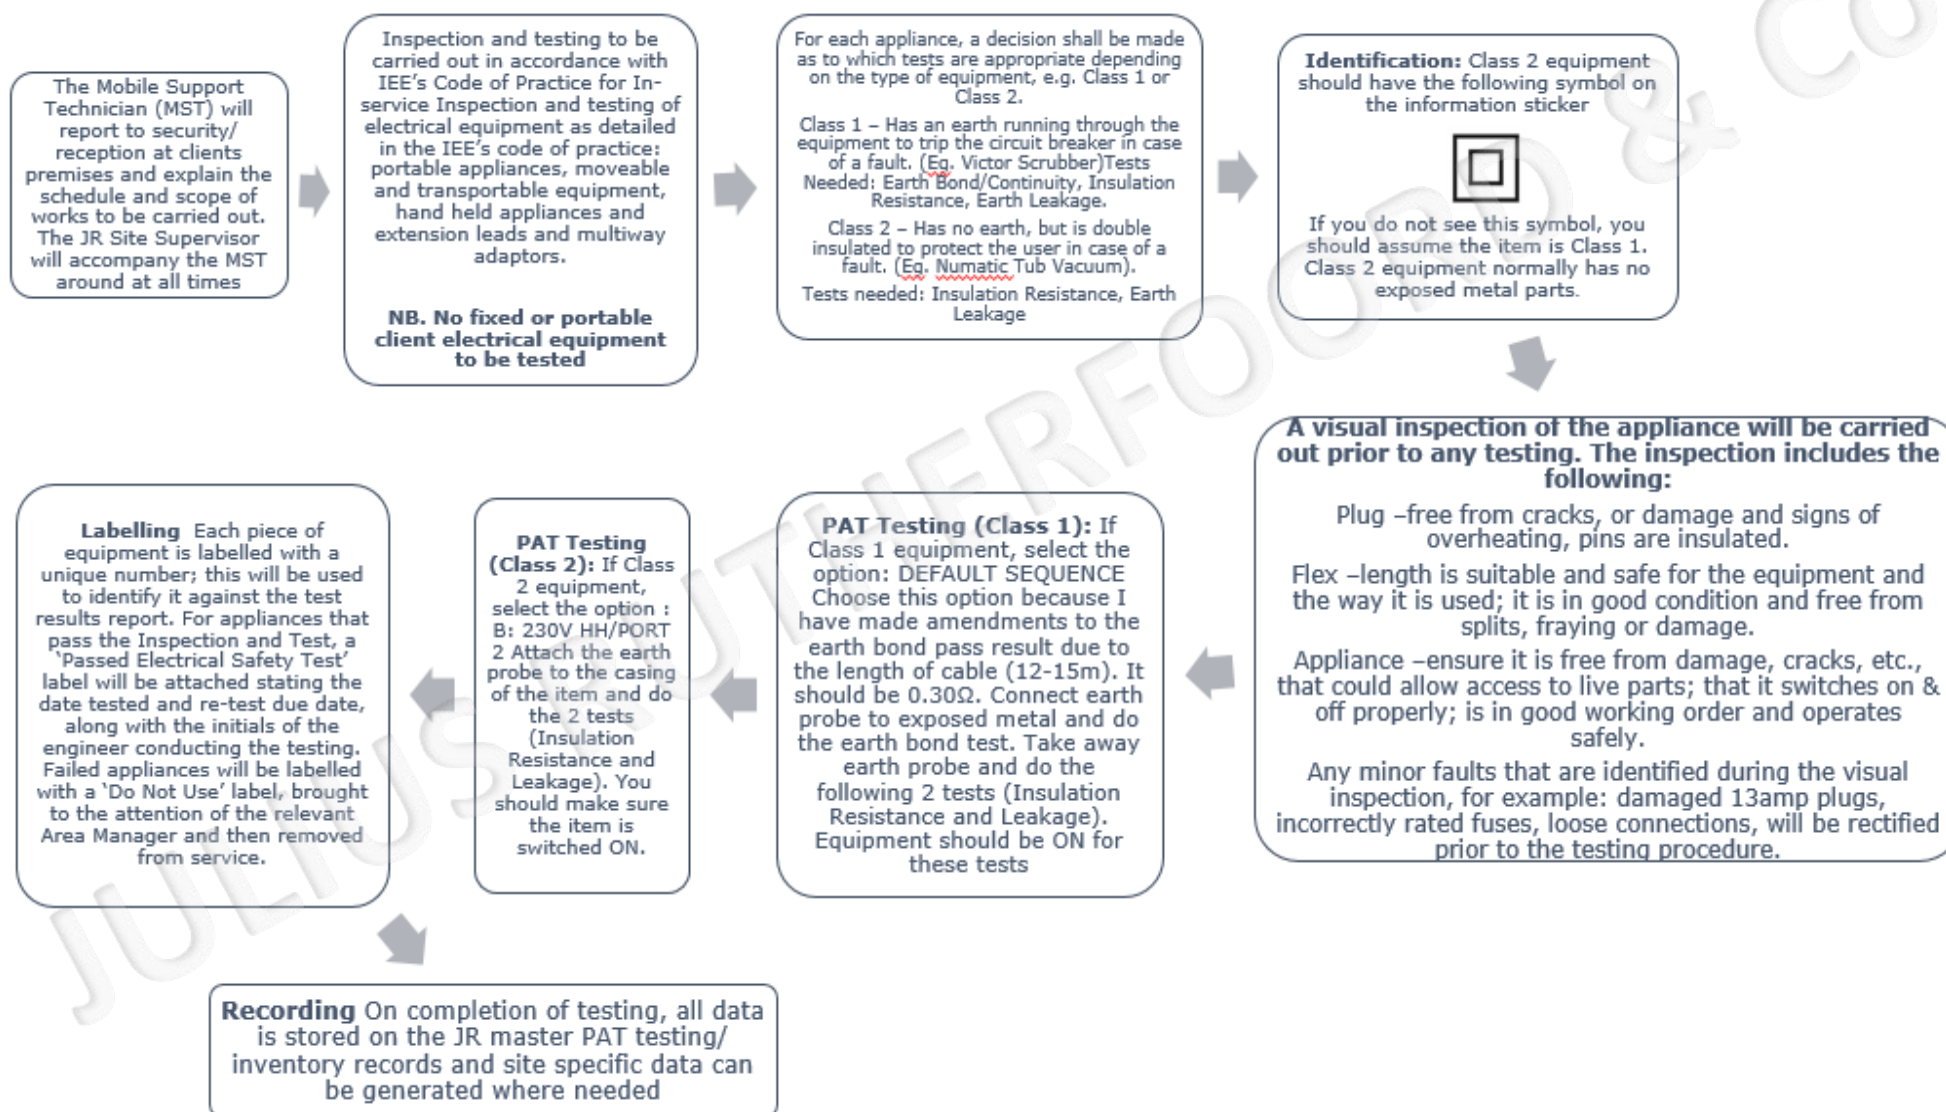 The Mobile Support
Technician (MST) will
report to security/
reception at clients
premises and explain the
schedule and scope of
works to be carried out.
The JR Site Supervisor
will accompany the MST
around at all times
Inspection and testing to be
carried out in accordance with
IEE's Code of Practice for In-
service Inspection and testing of
electrical equipment as detailed
in the IEE's code of practice:
portable appliances, moveable
and transportable equipment,
hand held appliances and
extension leads and multiway
adaptors.
NB. No fixed or portable
client electrical equipment
to be tested
For each appliance, a decision shall be made
as to which tests are appropriate depending
on the type of equipment, e.g. Class 1 or
Class 2.
Class 1 – Has an earth running through the
equipment to trip the circuit breaker in case
of a fault. (Eg. Victor Scrubber)Tests
Needed: Earth Bond/Continuity, Insulation
Resistance, Earth Leakage.
Class 2 – Has no earth, but is double
insulated to protect the user in case of a
fault. (Eg. Numatic Tub Vacuum).
Tests needed: Insulation Resistance, Earth
Leakage
Identification: Class 2 equipment
should have the following symbol on
the information sticker
If you do not see this symbol, you
should assume the item is Class 1.
Class 2 equipment normally has no
exposed metal parts.
A visual inspection of the appliance will be carried
out prior to any testing. The inspection includes the
following:
Plug –free from cracks, or damage and signs of
overheating, pins are insulated.
Flex –length is suitable and safe for the equipment and
the way it is used; it is in good condition and free from
splits, fraying or damage.
Appliance –ensure it is free from damage, cracks, etc.,
that could allow access to live parts; that it switches on &
off properly; is in good working order and operates
safely.
Any minor faults that are identified during the visual
inspection, for example: damaged 13amp plugs,
incorrectly rated fuses, loose connections, will be rectified
prior to the testing procedure.
PAT Testing (Class 1): If
Class 1 equipment, select the
option: DEFAULT SEQUENCE
Choose this option because I
have made amendments to the
earth bond pass result due to
the length of cable (12-15m). It
should be 0.30Ω. Connect earth
probe to exposed metal and do
the earth bond test. Take away
earth probe and do the
following 2 tests (Insulation
Resistance and Leakage).
Equipment should be ON for
these tests
PAT Testing
(Class 2): If Class
2 equipment,
select the option :
B: 230V HH/PORT
2 Attach the earth
probe to the casing
of the item and do
the 2 tests
(Insulation
Resistance and
Leakage). You
should make sure
the item is
switched ON.
Labelling Each piece of
equipment is labelled with a
unique number; this will be used
to identify it against the test
results report. For appliances that
pass the Inspection and Test, a
‘Passed Electrical Safety Test’
label will be attached stating the
date tested and re-test due date,
along with the initials of the
engineer conducting the testing.
Failed appliances will be labelled
with a ‘Do Not Use’ label, brought
to the attention of the relevant
Area Manager and then removed
from service.
Recording On completion of testing, all data
is stored on the JR master PAT testing/
inventory records and site specific data can
be generated where needed
JULIUS RUTHERFOORD & Co